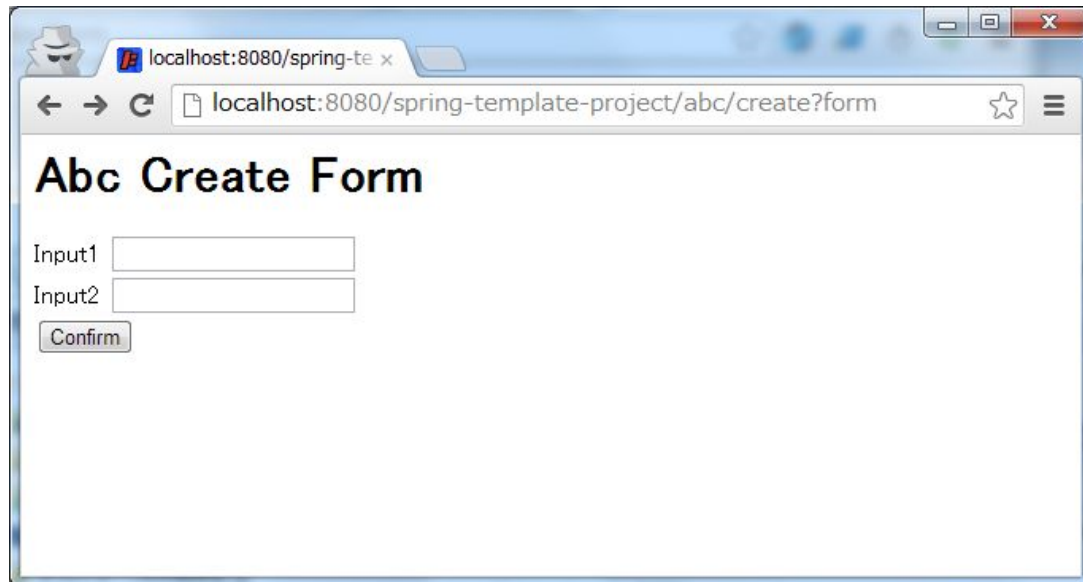 localhost:8080/spring-te
localhost:8080/spring-template-project/abc/create?form
Abc Create Form
Input1
Input2
Confirm